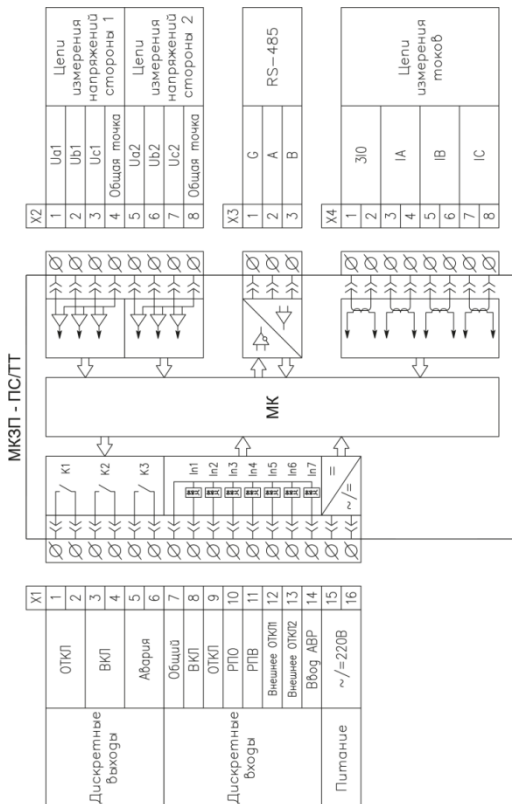 МКЗП - ПС/ТТ
X1
Дискретные выходы
ОТКЛ
1
2
ВКЛ
3
4
Авария
5
6
Дискретные входы
Общий
7
ВКЛ
8
ОТКЛ
9
РПО
10
РПВ
11
Внешнее ОТКЛ1
12
Внешнее ОТКЛ2
13
Ввод АВР
14
Питание
~/=220В
15
16
К1
К2
К3
In1
In2
In3
In4
In5
In6
In7
~/=
=
МК
X2
1
Ua1
2
Ub1
3
Uc1
4
Общая точка
Цепи
измерения
напряжений
стороны 1
5
Ua2
6
Ub2
7
Uc2
8
Общая точка
Цепи
измерения
напряжений
стороны 2
X3
1
G
2
A
3
B
RS-485
X4
1
2
3I0
3
4
IA
5
6
IB
7
8
IC
Цепи
измерения
токов